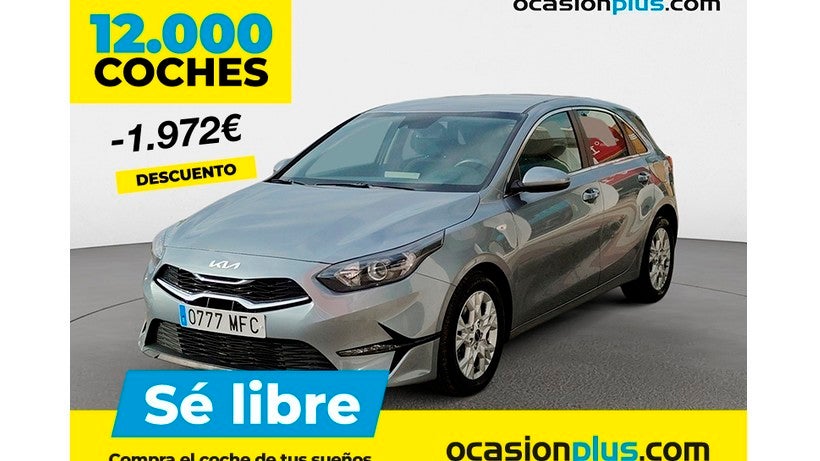 ocasionplus.com
12.000
COCHES
-1.972€
DESCUENTO
KIA
0777 MFC
Sé libre
Compra el coche de tus sueños
ocasionplus.com